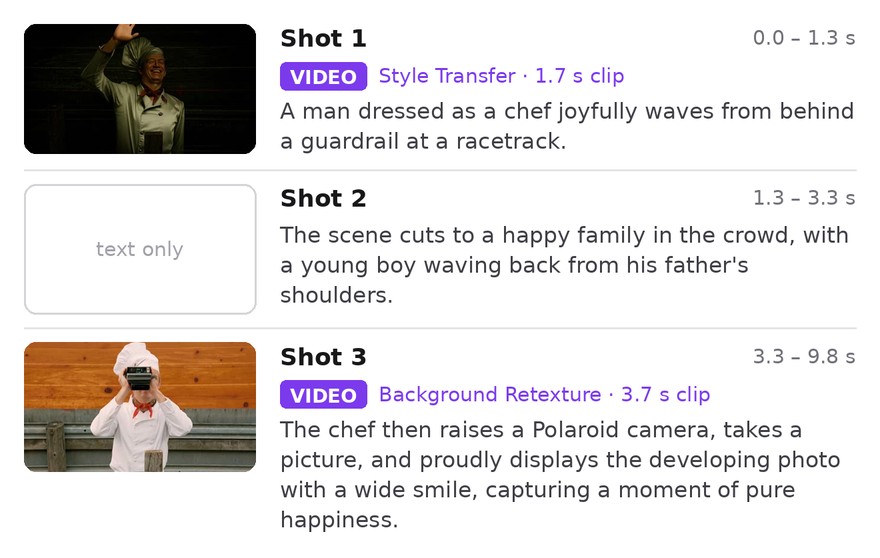 Shot 1
0.0 – 1.3 s
VIDEO Style Transfer · 1.7 s clip
A man dressed as a chef joyfully waves from behind
a guardrail at a racetrack.
text only
Shot 2
1.3 – 3.3 s
The scene cuts to a happy family in the crowd, with
a young boy waving back from his father's
shoulders.
Shot 3
3.3 – 9.8 s
VIDEO Background Retexture · 3.7 s clip
The chef then raises a Polaroid camera, takes a
picture, and proudly displays the developing photo
with a wide smile, capturing a moment of pure
happiness.